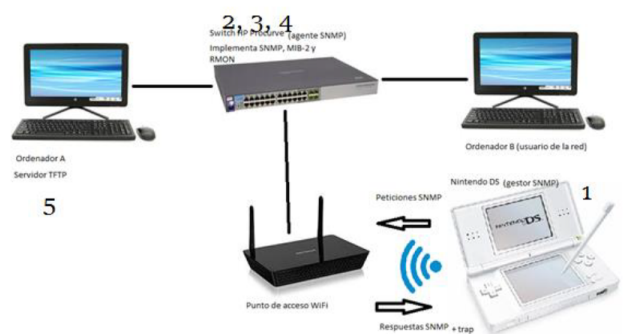 2, 3, 4
Switch HP Procurve (agente SNMP)
Implementa SNMP, MIB-2 y
RMON
Ordenador A
Servidor TFTP
5
Ordenador B (usuario de la red)
Nintendo DS (gestor SNMP)
1
Peticiones SNMP
NINTENDO DS
Punto de acceso WiFi
Respuestas SNMP + trap